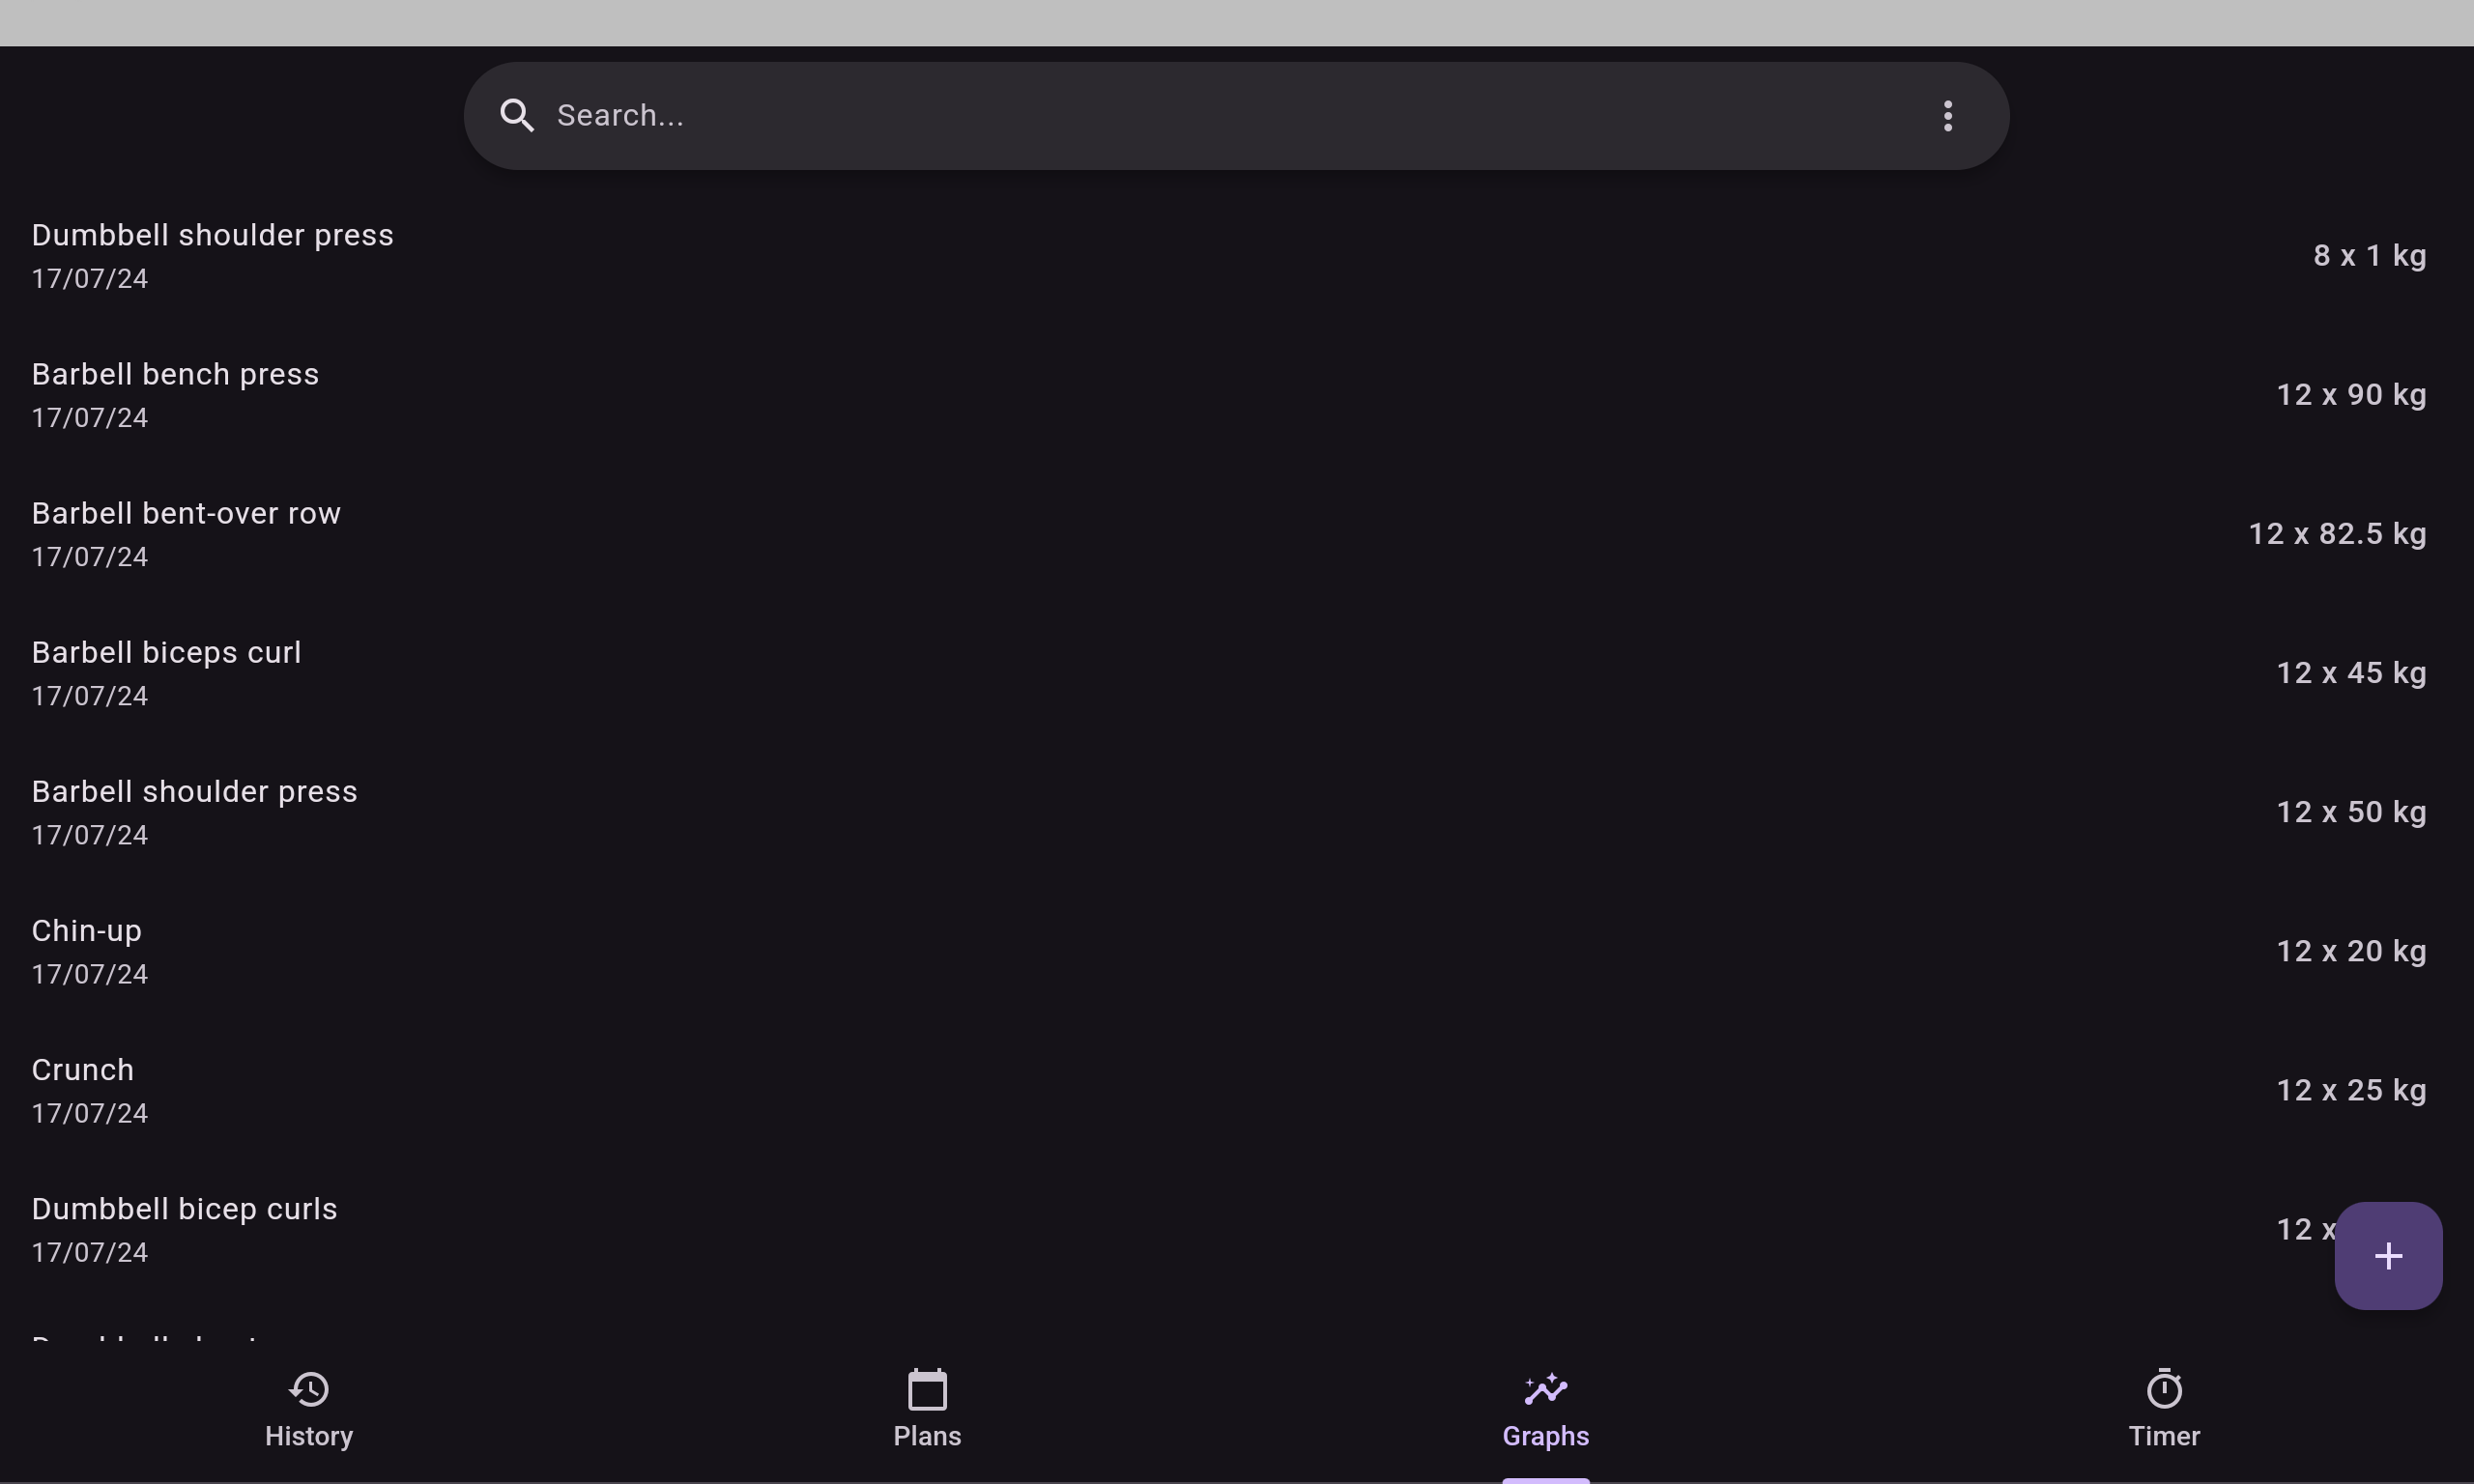 Search...
Dumbbell shoulder press
17/07/24
8 x 1 kg
Barbell bench press
17/07/24
12 x 90 kg
Barbell bent-over row
17/07/24
12 x 82.5 kg
Barbell biceps curl
17/07/24
12 x 45 kg
Barbell shoulder press
17/07/24
12 x 50 kg
Chin-up
17/07/24
12 x 20 kg
Crunch
17/07/24
12 x 25 kg
Dumbbell bicep curls
17/07/24
12 x
History
Plans
Graphs
Timer